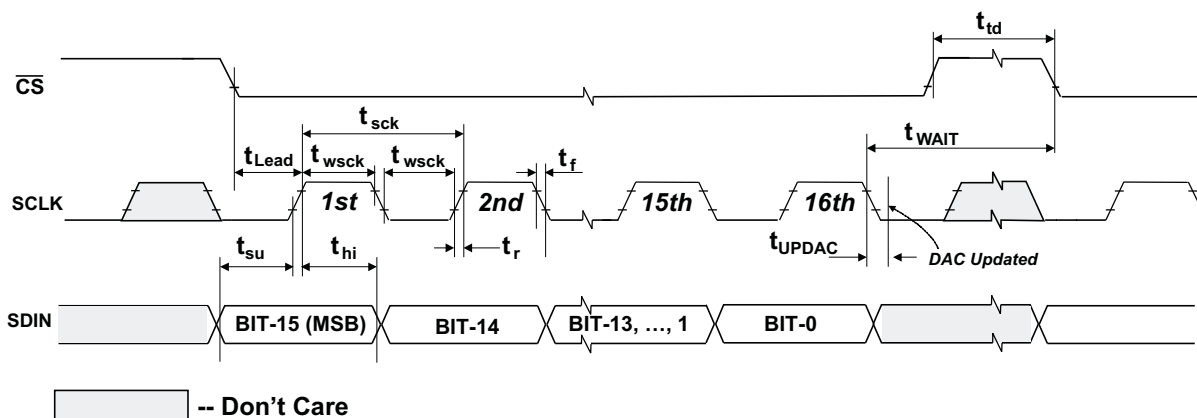 t_td
CS
t_sck
t_WAIT
t_Lead t_wsck t_wsck t_f
SCLK 1st 2nd 15th 16th
t_su t_hi t_r t_UPDAC DAC Updated
SDIN BIT-15 (MSB) BIT-14 BIT-13, ..., 1 BIT-0
-- Don't Care